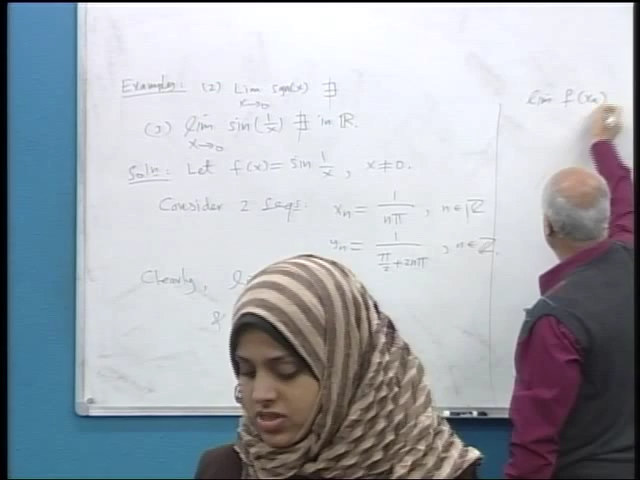 Examples: (2) lim sgn(x) ∄
x→0
(3) lim sin(1/x) ∄ in ℝ.
x→0
Soln: Let f(x) = sin 1/x , x ≠ 0.
Consider 2 seqs: xn = 1/nπ , n ∈ ℤ
yn = 1/(π/2 + 2nπ) , n ∈ ℤ.
Clearly,
&
lim f(xn)